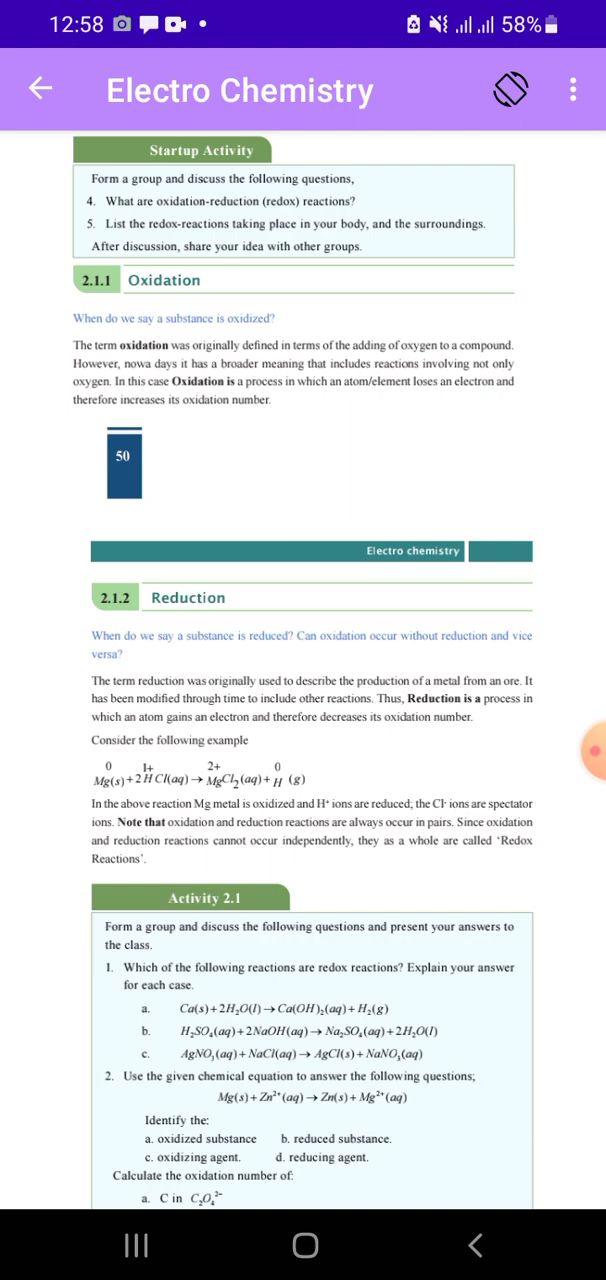 12:58
58%
Electro Chemistry
Startup Activity
Form a group and discuss the following questions,
4. What are oxidation-reduction (redox) reactions?
5. List the redox-reactions taking place in your body, and the surroundings.
After discussion, share your idea with other groups.
2.1.1 Oxidation
When do we say a substance is oxidized?
The term oxidation was originally defined in terms of the adding of oxygen to a compound.
However, nowa days it has a broader meaning that includes reactions involving not only
oxygen. In this case Oxidation is a process in which an atom/element loses an electron and
therefore increases its oxidation number.
50
Electro chemistry
2.1.2 Reduction
When do we say a substance is reduced? Can oxidation occur without reduction and vice
versa?
The term reduction was originally used to describe the production of a metal from an ore. It
has been modified through time to include other reactions. Thus, Reduction is a process in
which an atom gains an electron and therefore decreases its oxidation number.
Consider the following example
0 1+ 2+ 0
Mg(s)+2HCl(aq)→MgCl₂(aq)+H (g)
In the above reaction Mg metal is oxidized and H⁺ ions are reduced; the Cl⁻ ions are spectator
ions. Note that oxidation and reduction reactions are always occur in pairs. Since oxidation
and reduction reactions cannot occur independently, they as a whole are called ‘Redox
Reactions’.
Activity 2.1
Form a group and discuss the following questions and present your answers to
the class.
1. Which of the following reactions are redox reactions? Explain your answer
for each case.
a. Ca(s)+2H₂O(l)→Ca(OH)₂(aq)+H₂(g)
b. H₂SO₄(aq)+2NaOH(aq)→Na₂SO₄(aq)+2H₂O(l)
c. AgNO₃(aq)+NaCl(aq)→AgCl(s)+NaNO₃(aq)
2. Use the given chemical equation to answer the following questions;
Mg(s)+Zn²⁺(aq)→Zn(s)+Mg²⁺(aq)
Identify the:
a. oxidized substance b. reduced substance.
c. oxidizing agent. d. reducing agent.
Calculate the oxidation number of:
a. C in C₂O₄²⁻